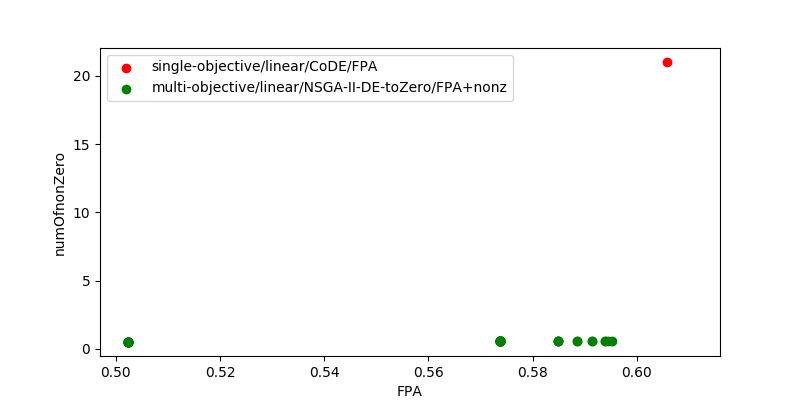 single-objective/linear/CoDE/FPA
multi-objective/linear/NSGA-II-DE-toZero/FPA+nonz
20
15
10
5
0
numOfnonZero
0.50 0.52 0.54 0.56 0.58 0.60
FPA